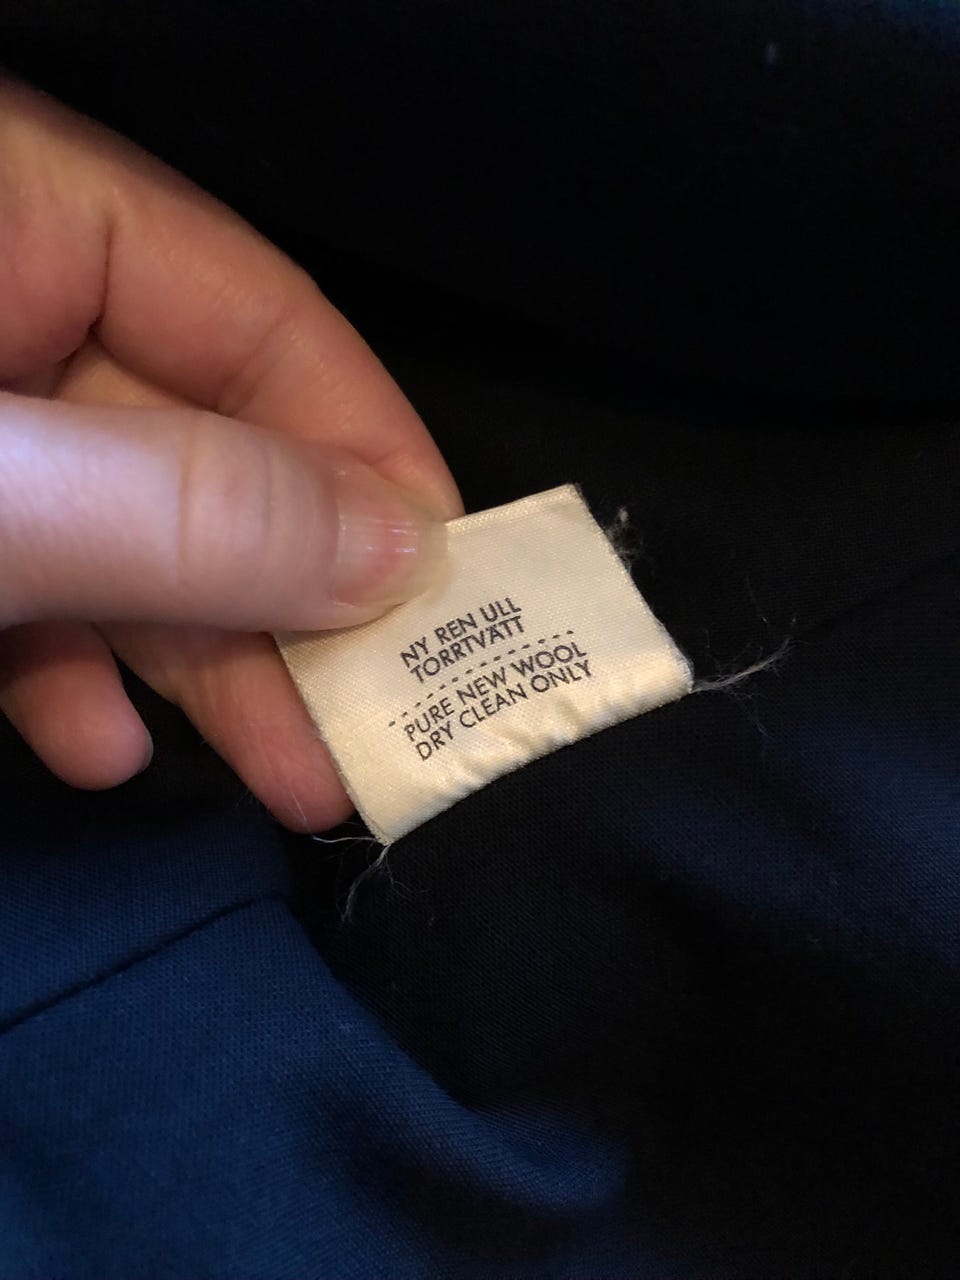 NY REN ULL
TORRTVÄTT
PURE NEW WOOL
DRY CLEAN ONLY